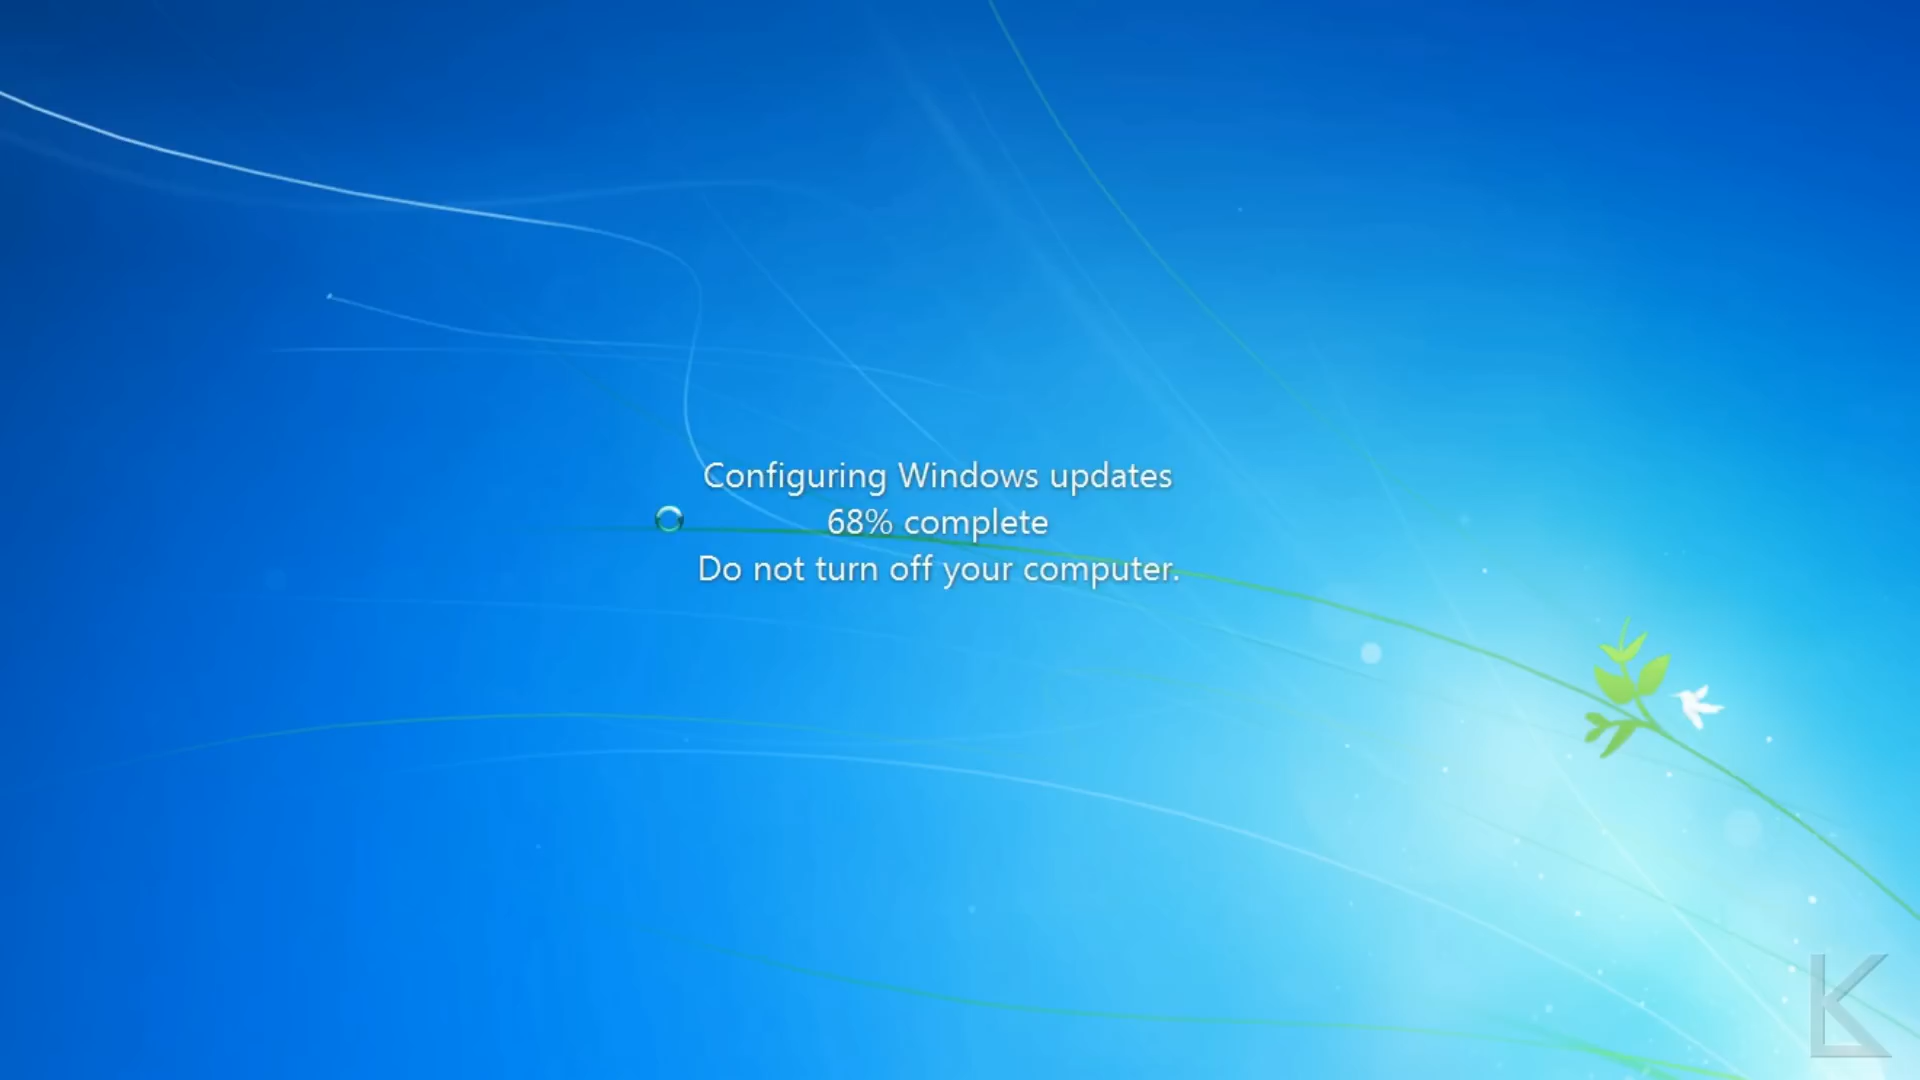 Configuring Windows updates
68% complete
Do not turn off your computer.
K